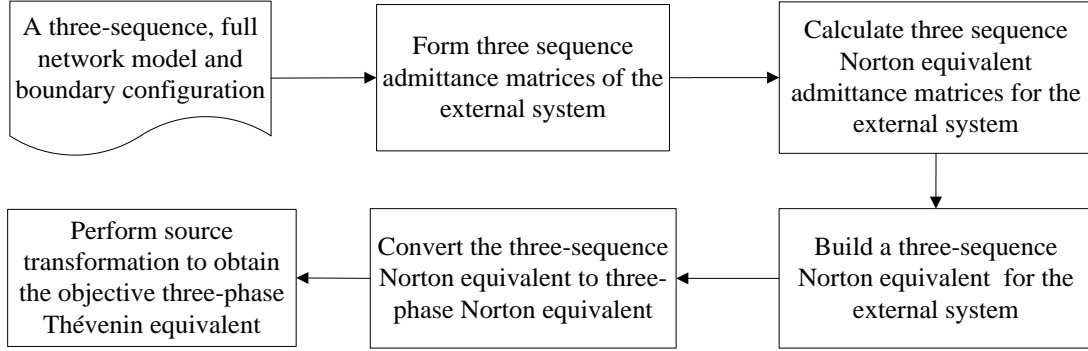 A three-sequence, full
network model and
boundary configuration
Form three sequence
admittance matrices of the
external system
Calculate three sequence
Norton equivalent
admittance matrices for the
external system
Build a three-sequence
Norton equivalent for the
external system
Convert the three-sequence
Norton equivalent to three-
phase Norton equivalent
Perform source
transformation to obtain
the objective three-phase
Thévenin equivalent